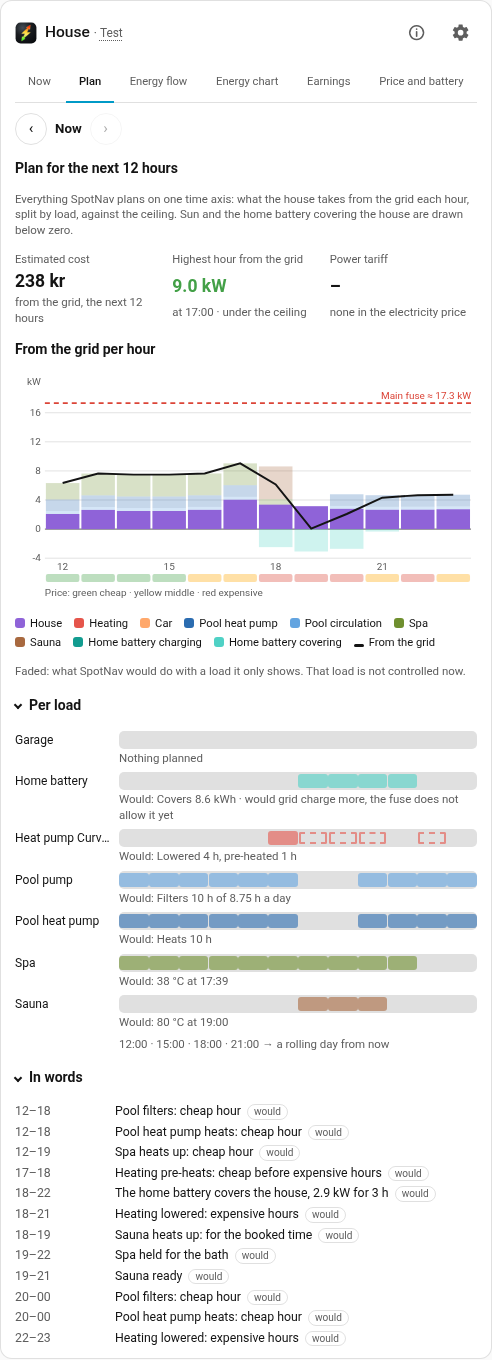 House · Test
Now
Plan
Energy flow
Energy chart
Earnings
Price and battery
‹
Now
›
Plan for the next 12 hours
Everything SpotNav plans on one time axis: what the house takes from the grid each hour,
split by load, against the ceiling. Sun and the home battery covering the house are drawn
below zero.
Estimated cost
238 kr
from the grid, the next 12
hours
Highest hour from the grid
9.0 kW
at 17:00 · under the ceiling
Power tariff
–
none in the electricity price
From the grid per hour
kW
Main fuse ≈ 17.3 kW
16
12
8
4
0
-4
12
15
18
21
Price: green cheap · yellow middle · red expensive
House
Heating
Car
Pool heat pump
Pool circulation
Spa
Sauna
Home battery charging
Home battery covering
From the grid
Faded: what SpotNav would do with a load it only shows. That load is not controlled now.
Per load
Garage
Nothing planned
Home battery
Would: Covers 8.6 kWh · would grid charge more, the fuse does not
allow it yet
Heat pump Curv...
Would: Lowered 4 h, pre-heated 1 h
Pool pump
Would: Filters 10 h of 8.75 h a day
Pool heat pump
Would: Heats 10 h
Spa
Would: 38 °C at 17:39
Sauna
Would: 80 °C at 19:00
12:00 · 15:00 · 18:00 · 21:00 → a rolling day from now
In words
12–18 Pool filters: cheap hour would
12–18 Pool heat pump heats: cheap hour would
12–19 Spa heats up: cheap hour would
17–18 Heating pre-heats: cheap before expensive hours would
18–22 The home battery covers the house, 2.9 kW for 3 h would
18–21 Heating lowered: expensive hours would
18–19 Sauna heats up: for the booked time would
19–22 Spa held for the bath would
19–21 Sauna ready would
20–00 Pool filters: cheap hour would
20–00 Pool heat pump heats: cheap hour would
22–23 Heating lowered: expensive hours would